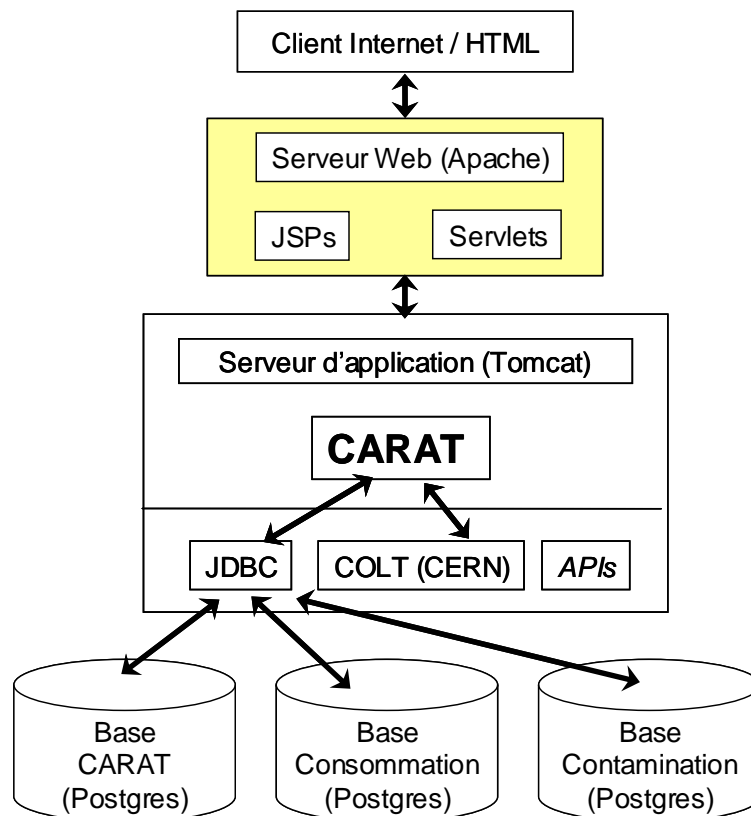 Client Internet / HTML
Serveur Web (Apache)
JSPs
Servlets
Serveur d'application (Tomcat)
CARAT
JDBC
COLT (CERN)
APIs
Base
CARAT
(Postgres)
Base
Consommation
(Postgres)
Base
Contamination
(Postgres)